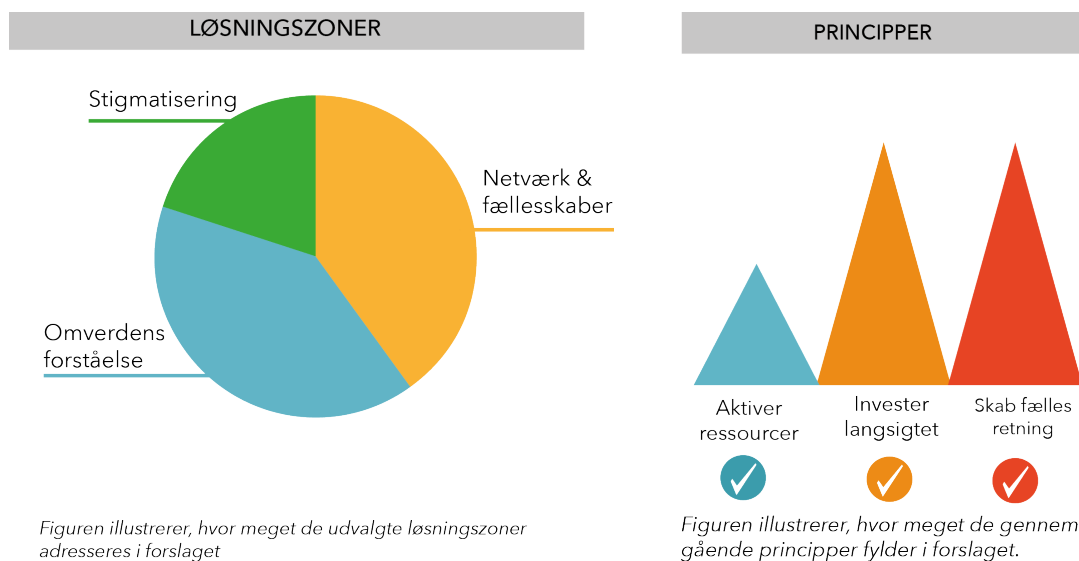 LØSNINGSZONER
Stigmatisering
Netværk &
fællesskaber
Omverdens
forståelse
Figuren illustrerer, hvor meget de udvalgte løsningszoner
adresseres i forslaget
PRINCIPPER
Aktiver
ressourcer
Invester
langsigtet
Skab fælles
retning
Figuren illustrerer, hvor meget de gennem
gående principper fylder i forslaget.